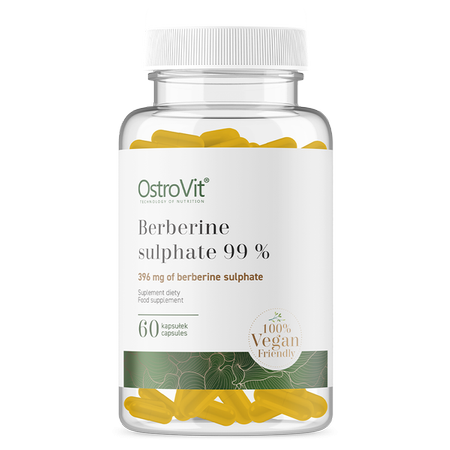 OstroVit®
TECHNOLOGY OF NUTRITION
Berberine
sulphate 99 %
396 mg of berberine sulphate
Suplement diety
Food supplement
60 kapsułek
capsules
100%
Vegan
Friendly